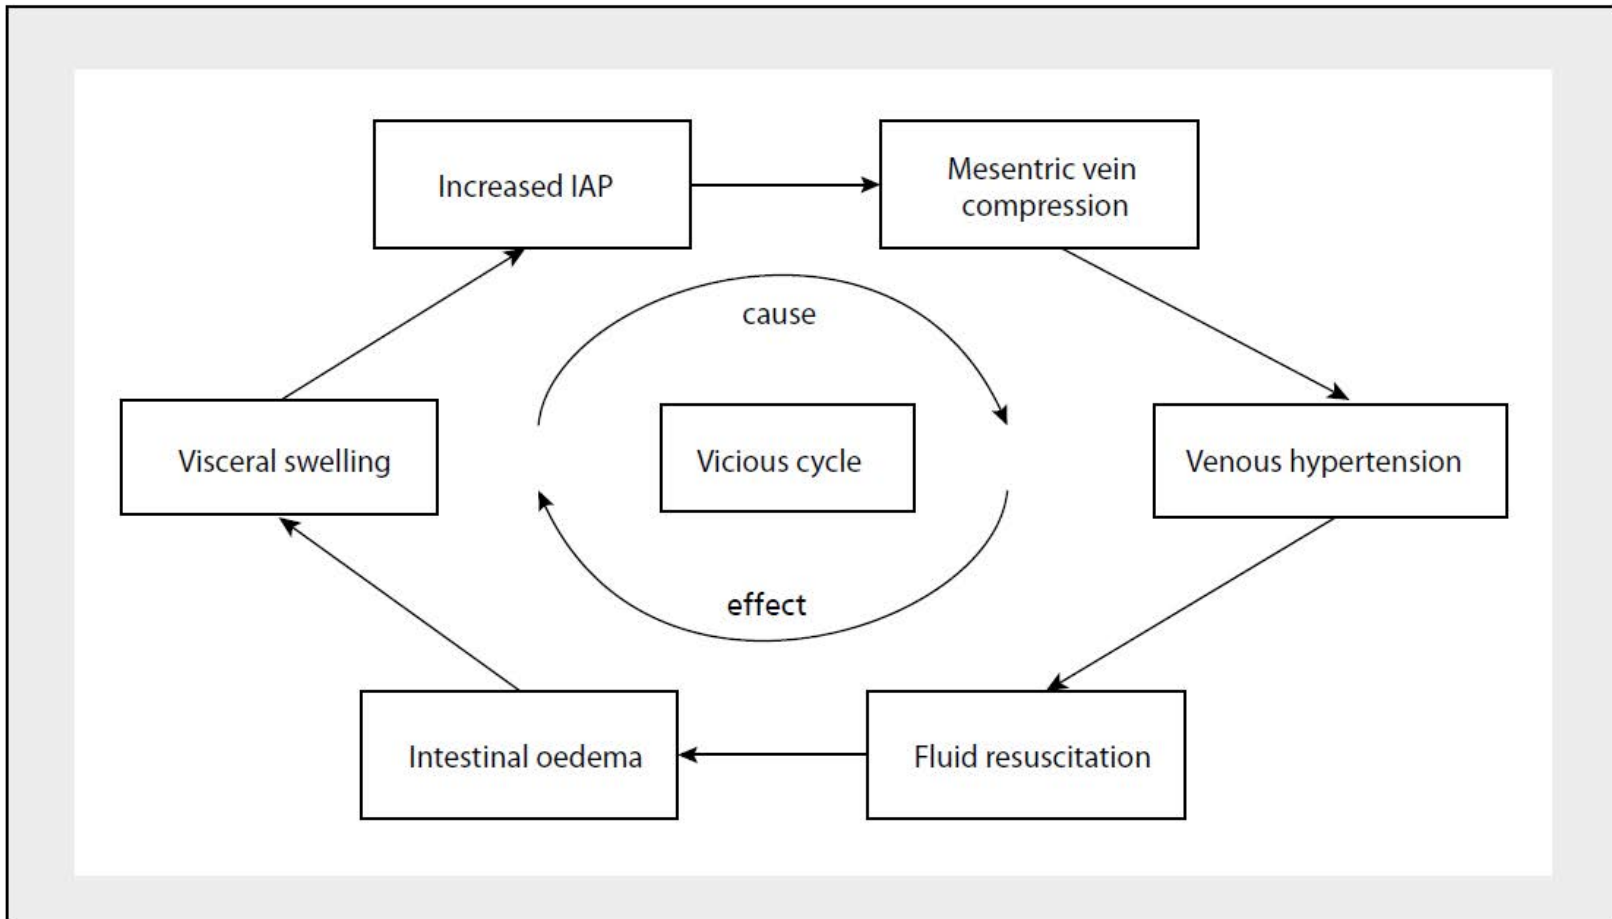 Increased IAP
Mesentric vein
compression
cause
Visceral swelling
Vicious cycle
Venous hypertension
effect
Intestinal oedema
Fluid resuscitation